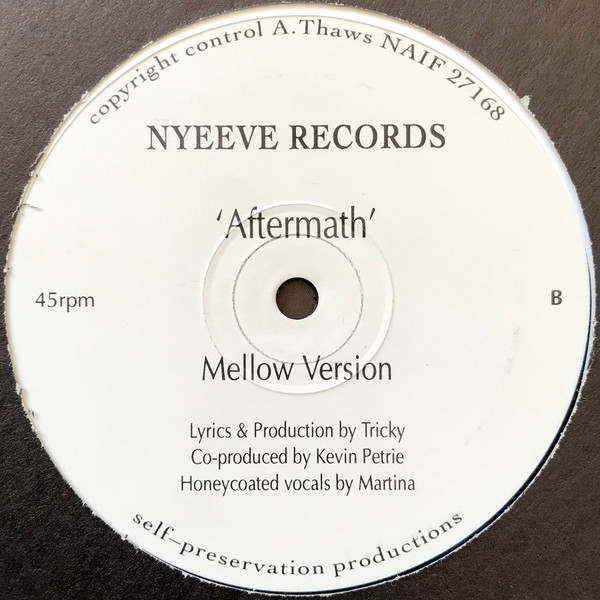 copyright control A.Thaws NAIF 27168
NYEEVE RECORDS
'Aftermath'
45rpm
B
Mellow Version
Lyrics & Production by Tricky
Co-produced by Kevin Petrie
Honeycoated vocals by Martina
self-preservation productions